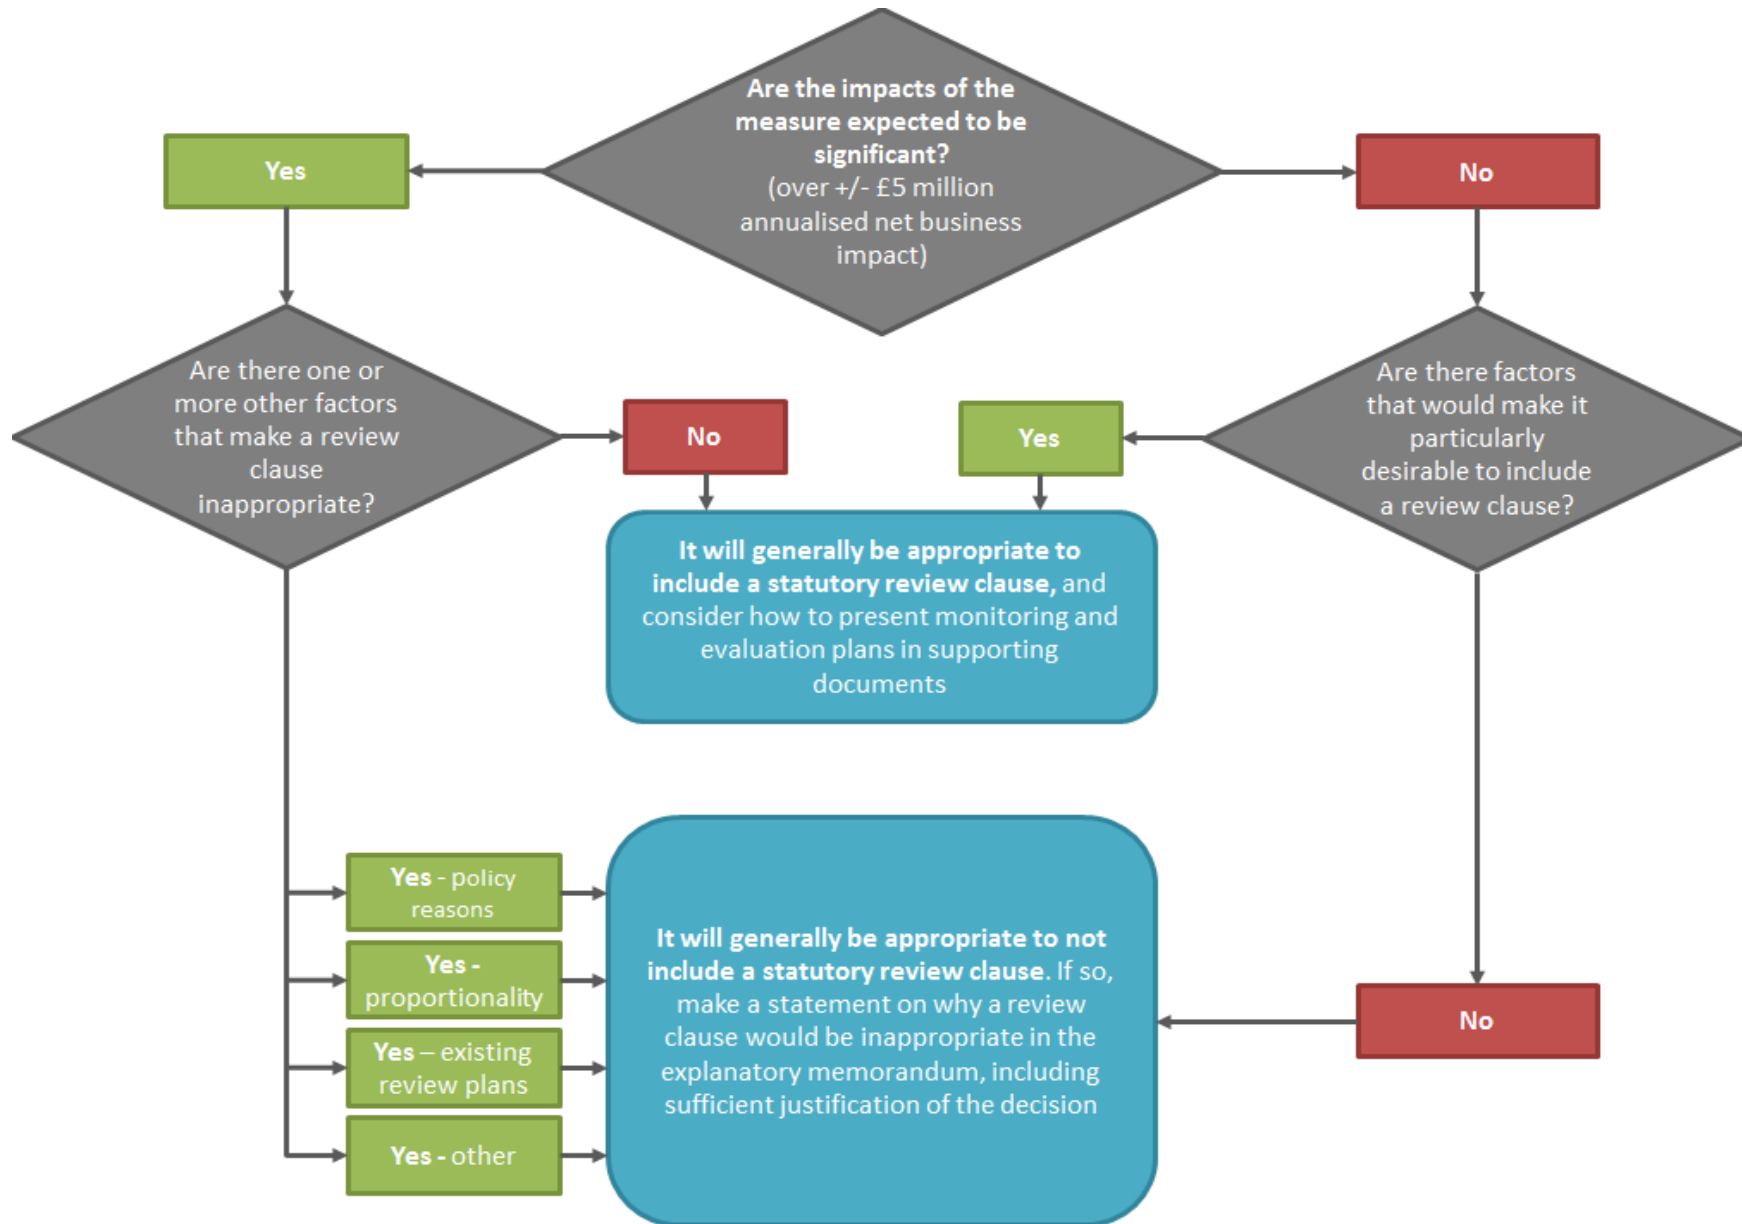 Are the impacts of the
measure expected to be
significant?
(over +/- £5 million
annualised net business
impact)
Yes
No
Are there one or
more other factors
that make a review
clause
inappropriate?
No
Yes
Are there factors
that would make it
particularly
desirable to include
a review clause?
It will generally be appropriate to
include a statutory review clause, and
consider how to present monitoring and
evaluation plans in supporting
documents
Yes - policy
reasons
Yes -
proportionality
Yes – existing
review plans
Yes - other
It will generally be appropriate to not
include a statutory review clause. If so,
make a statement on why a review
clause would be inappropriate in the
explanatory memorandum, including
sufficient justification of the decision
No